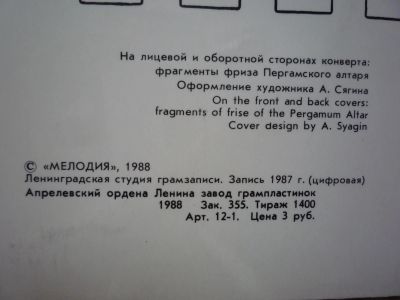 На лицевой и оборотной сторонах конверта:
фрагменты фриза Пергамского алтаря
Оформление художника А. Сягина
On the front and back covers:
fragments of frise of the Pergamum Altar
Cover design by A. Syagin
© «МЕЛОДИЯ», 1988
Ленинградская студия грамзаписи. Запись 1987 г. (цифровая)
Апрелевский ордена Ленина завод грампластинок
1988 Зак. 355. Тираж 1400
Арт. 12-1. Цена 3 руб.